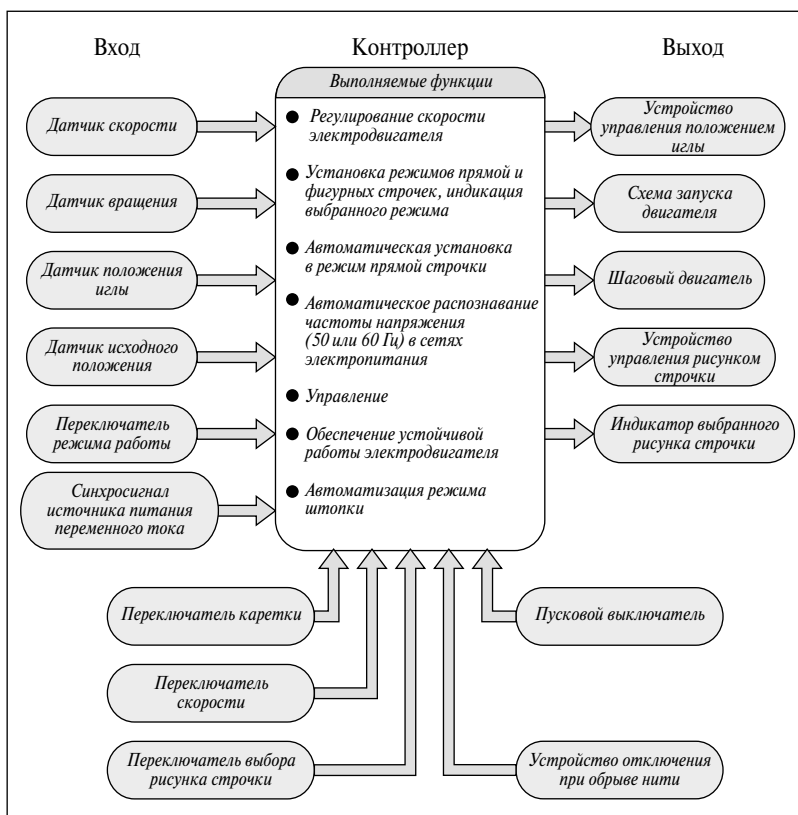 Вход
Контроллер
Выход
Выполняемые функции
Датчик скорости
Датчик вращения
Датчик положения
иглы
Датчик исходного
положения
Переключатель
режима работы
Синхросигнал
источника питания
переменного тока
● Регулирование скорости
электродвигателя
● Установка режимов прямой и
фигурных строчек, индикация
выбранного режима
● Автоматическая установка
в режим прямой строчки
● Автоматическое распознавание
частоты напряжения
(50 или 60 Гц) в сетях
электропитания
● Управление
● Обеспечение устойчивой
работы электродвигателя
● Автоматизация режима
штопки
Устройство
управления положением
иглы
Схема запуска
двигателя
Шаговый двигатель
Устройство
управления рисунком
строчки
Индикатор выбранного
рисунка строчки
Переключатель каретки
Пусковой выключатель
Переключатель
скорости
Переключатель выбора
рисунка строчки
Устройство отключения
при обрыве нити